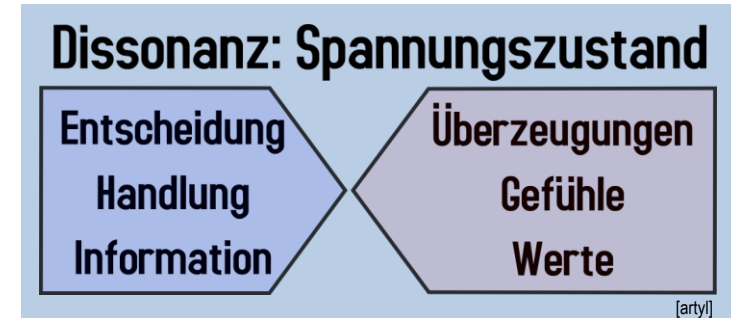 Dissonanz: Spannungszustand
Entscheidung
Handlung
Information
Überzeugungen
Gefühle
Werte
[artyl]